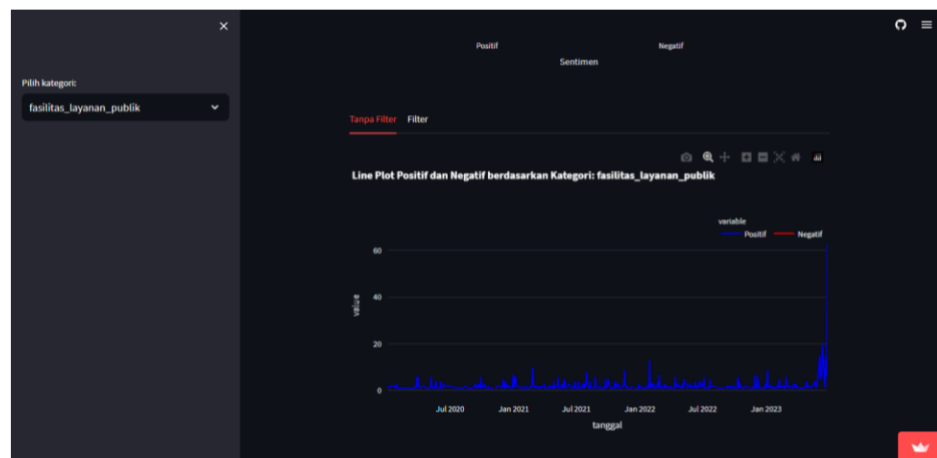 ×
Positif Negatif
Sentimen
Pilih kategori:
fasilitas_layanan_publik
Tanpa Filter Filter
Line Plot Positif dan Negatif berdasarkan Kategori: fasilitas_layanan_publik
variable
Positif Negatif
60
40
20
0
value
Jul 2020 Jan 2021 Jul 2021 Jan 2022 Jul 2022 Jan 2023
tanggal